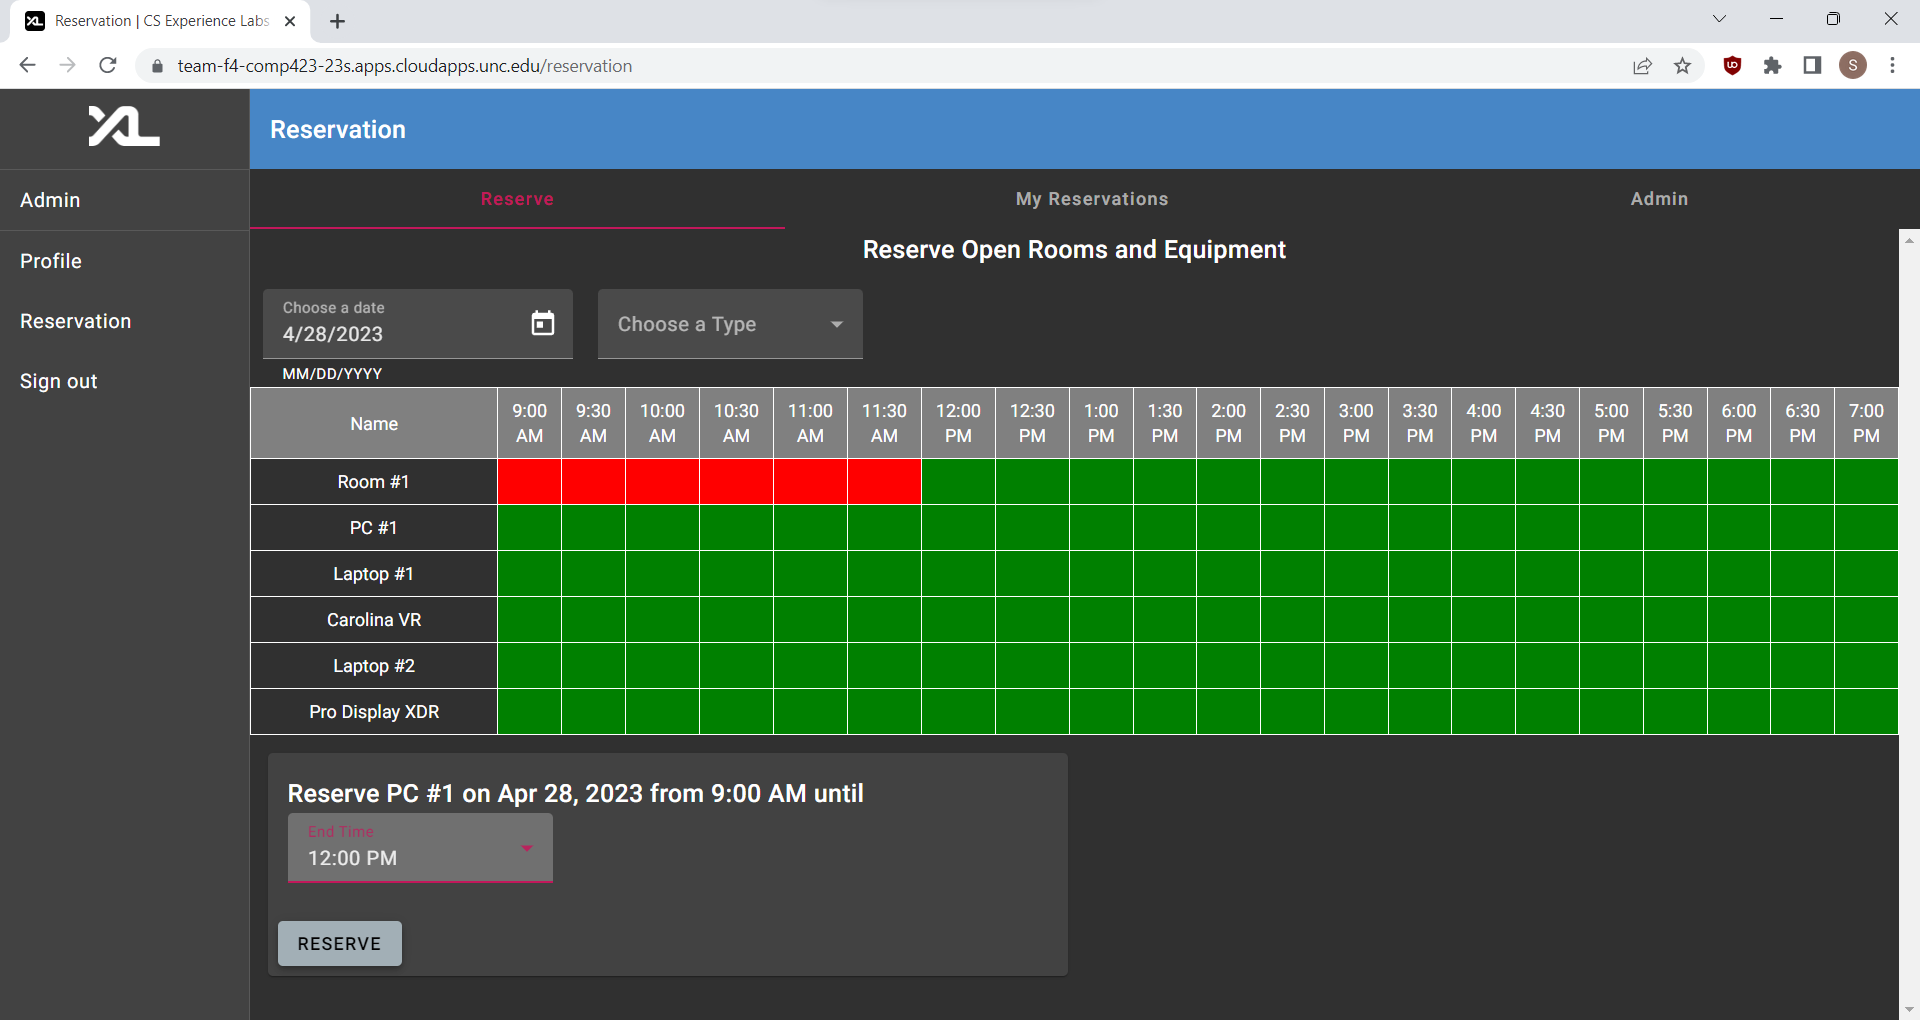 Reservation | CS Experience Labs
team-f4-comp423-23s.apps.cloudapps.unc.edu/reservation
S
XL
Reservation
Admin
Profile
Reservation
Sign out
Reserve My Reservations Admin
Reserve Open Rooms and Equipment
Choose a date
4/28/2023
Choose a Type
MM/DD/YYYY
Name 9:00 AM 9:30 AM 10:00 AM 10:30 AM 11:00 AM 11:30 AM 12:00 PM 12:30 PM 1:00 PM 1:30 PM 2:00 PM 2:30 PM 3:00 PM 3:30 PM 4:00 PM 4:30 PM 5:00 PM 5:30 PM 6:00 PM 6:30 PM 7:00 PM
Room #1
PC #1
Laptop #1
Carolina VR
Laptop #2
Pro Display XDR
Reserve PC #1 on Apr 28, 2023 from 9:00 AM until
End Time
12:00 PM
RESERVE